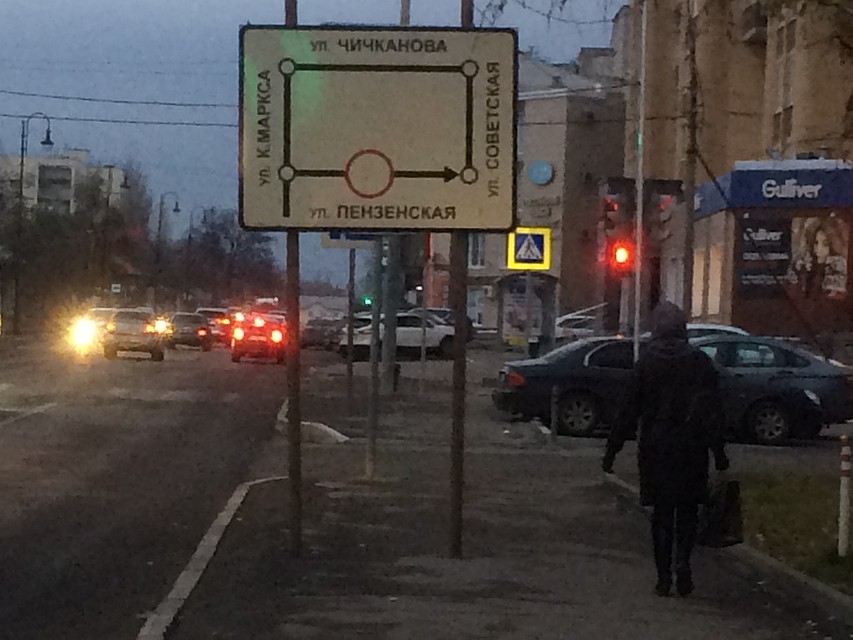 ул. ЧИЧКАНОВА
ул. К.МАРКСА
ул. СОВЕТСКАЯ
ул. ПЕНЗЕНСКАЯ
Gulliver
Gulliver